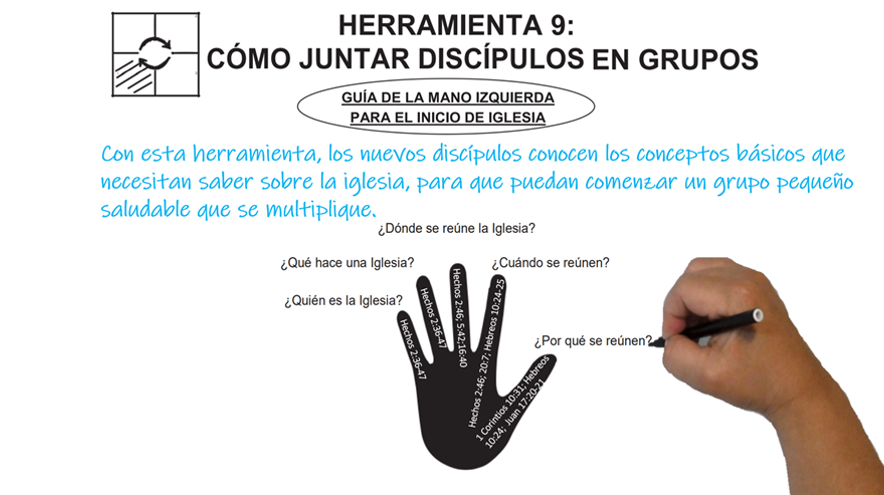 HERRAMIENTA 9:
CÓMO JUNTAR DISCÍPULOS EN GRUPOS
GUÍA DE LA MANO IZQUIERDA
PARA EL INICIO DE IGLESIA
Con esta herramienta, los nuevos discípulos conocen los conceptos básicos que
necesitan saber sobre la iglesia, para que puedan comenzar un grupo pequeño
saludable que se multiplique.
¿Dónde se reúne la Iglesia?
¿Qué hace una Iglesia?
¿Cuándo se reúnen?
¿Quién es la Iglesia?
¿Por qué se reúnen?
Hechos 2:36-47
Hechos 2:36-47
Hechos 2:46; 5:42;16:40
Hechos 2:46; 20:7; Hebreos 10:24-25
1 Corintios 10:31; Hebreos
10:24; Juan 17:20-21